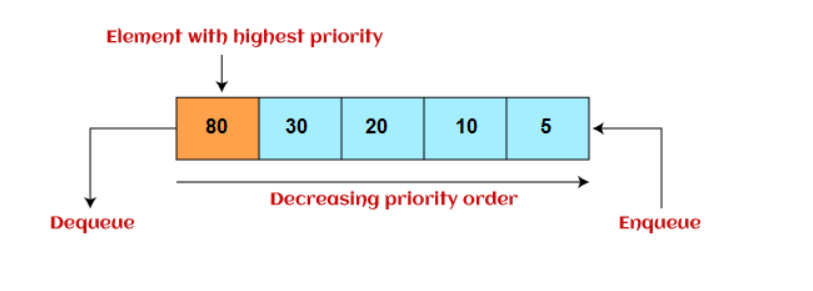 Element with highest priority
80 30 20 10 5
Decreasing priority order
Dequeue
Enqueue